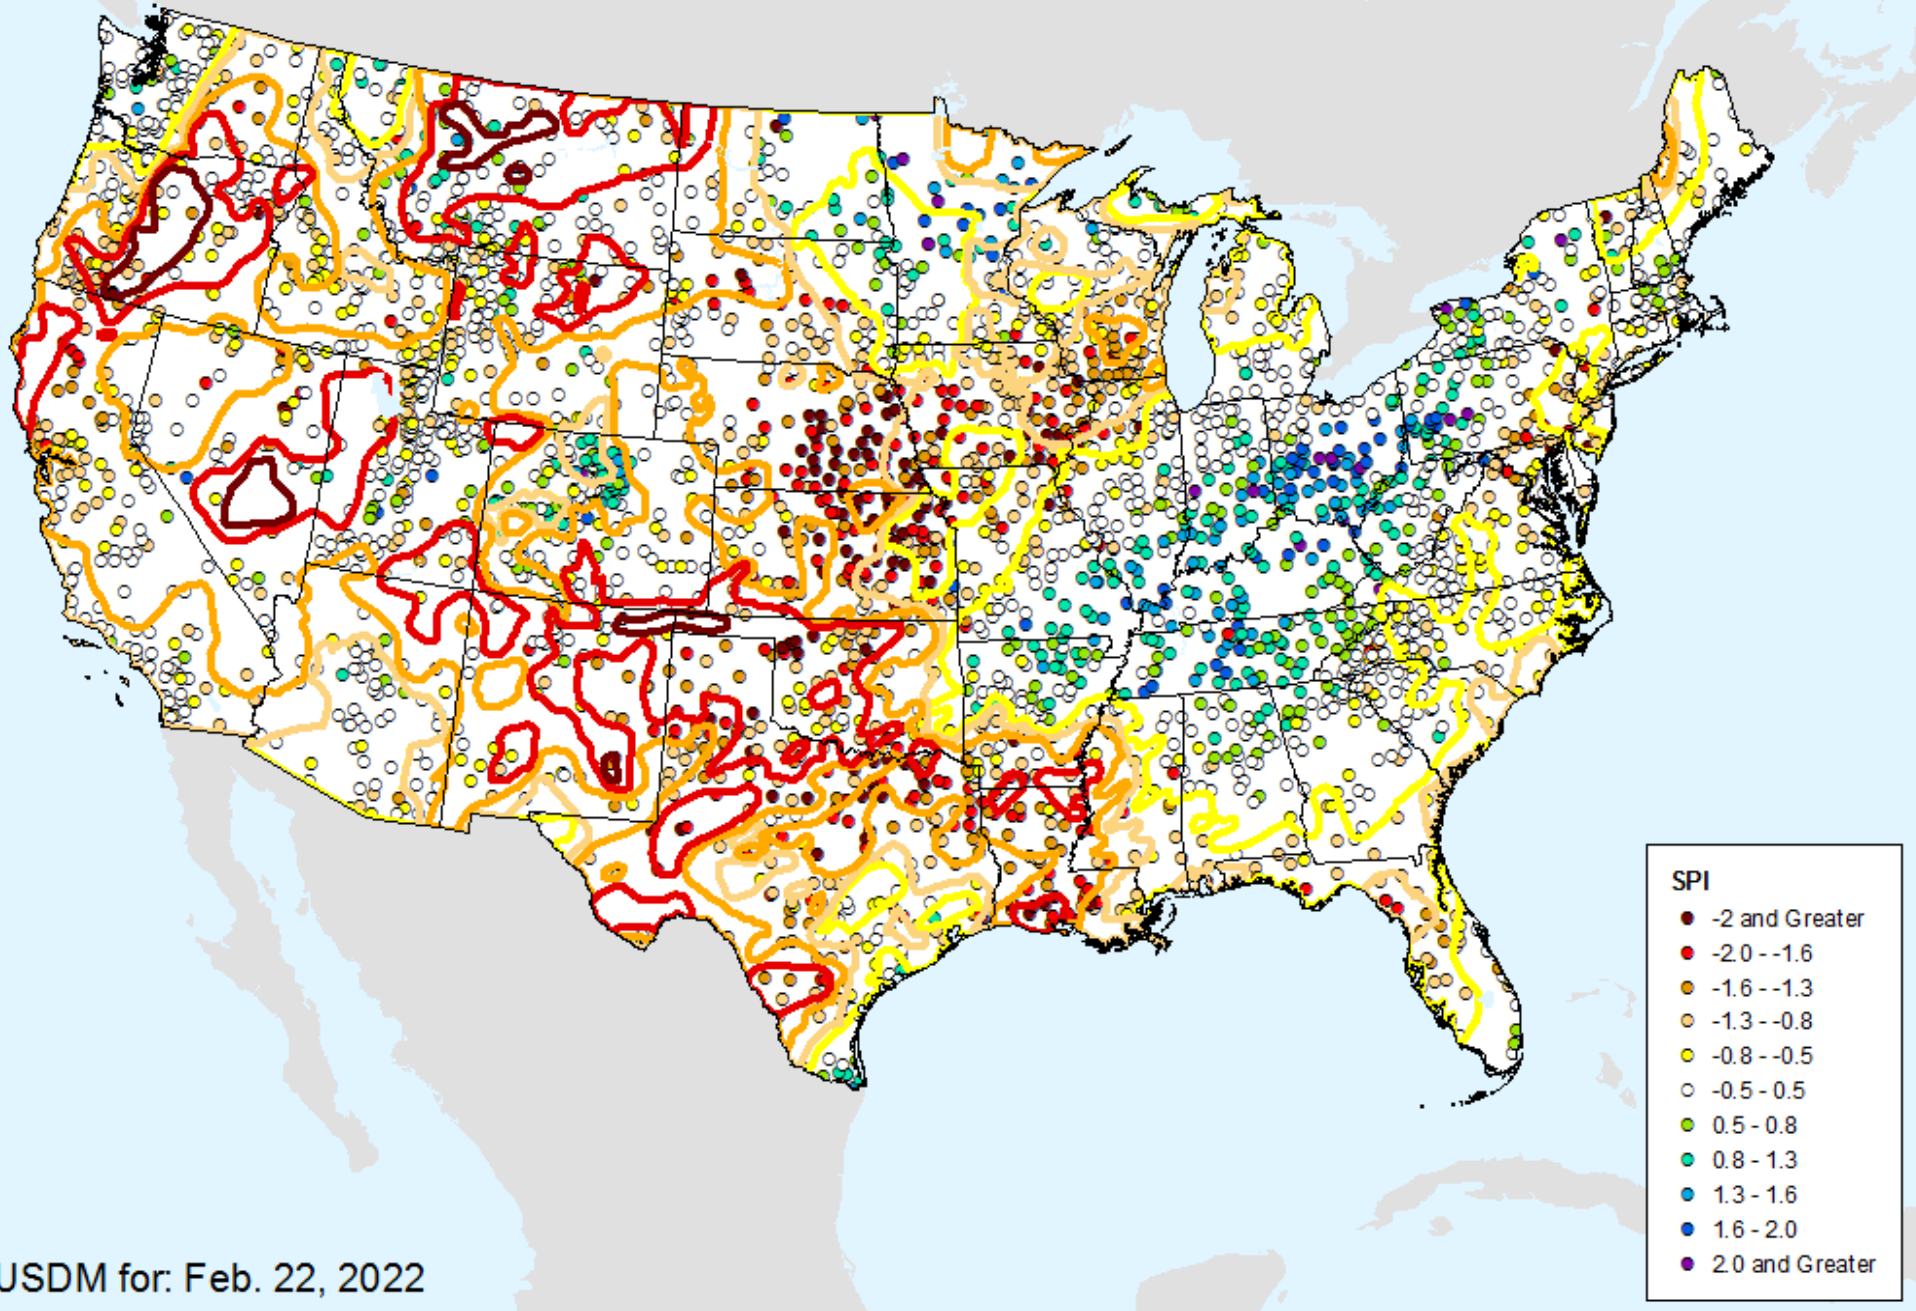 SPI
-2 and Greater
-2.0 - -1.6
-1.6 - -1.3
-1.3 - -0.8
-0.8 - -0.5
-0.5 - 0.5
0.5 - 0.8
0.8 - 1.3
1.3 - 1.6
1.6 - 2.0
2.0 and Greater
USDM for: Feb. 22, 2022